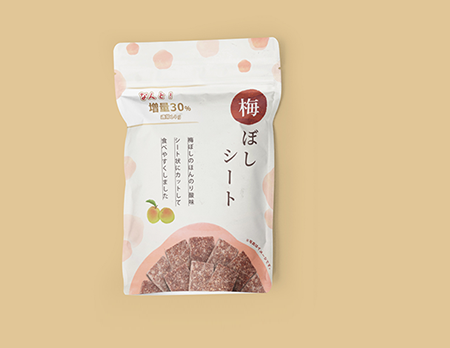 なんと！
増量30%
梅ぼしシート
梅ぼしのほんのり酸味
シート状にカットして
食べやすくしました